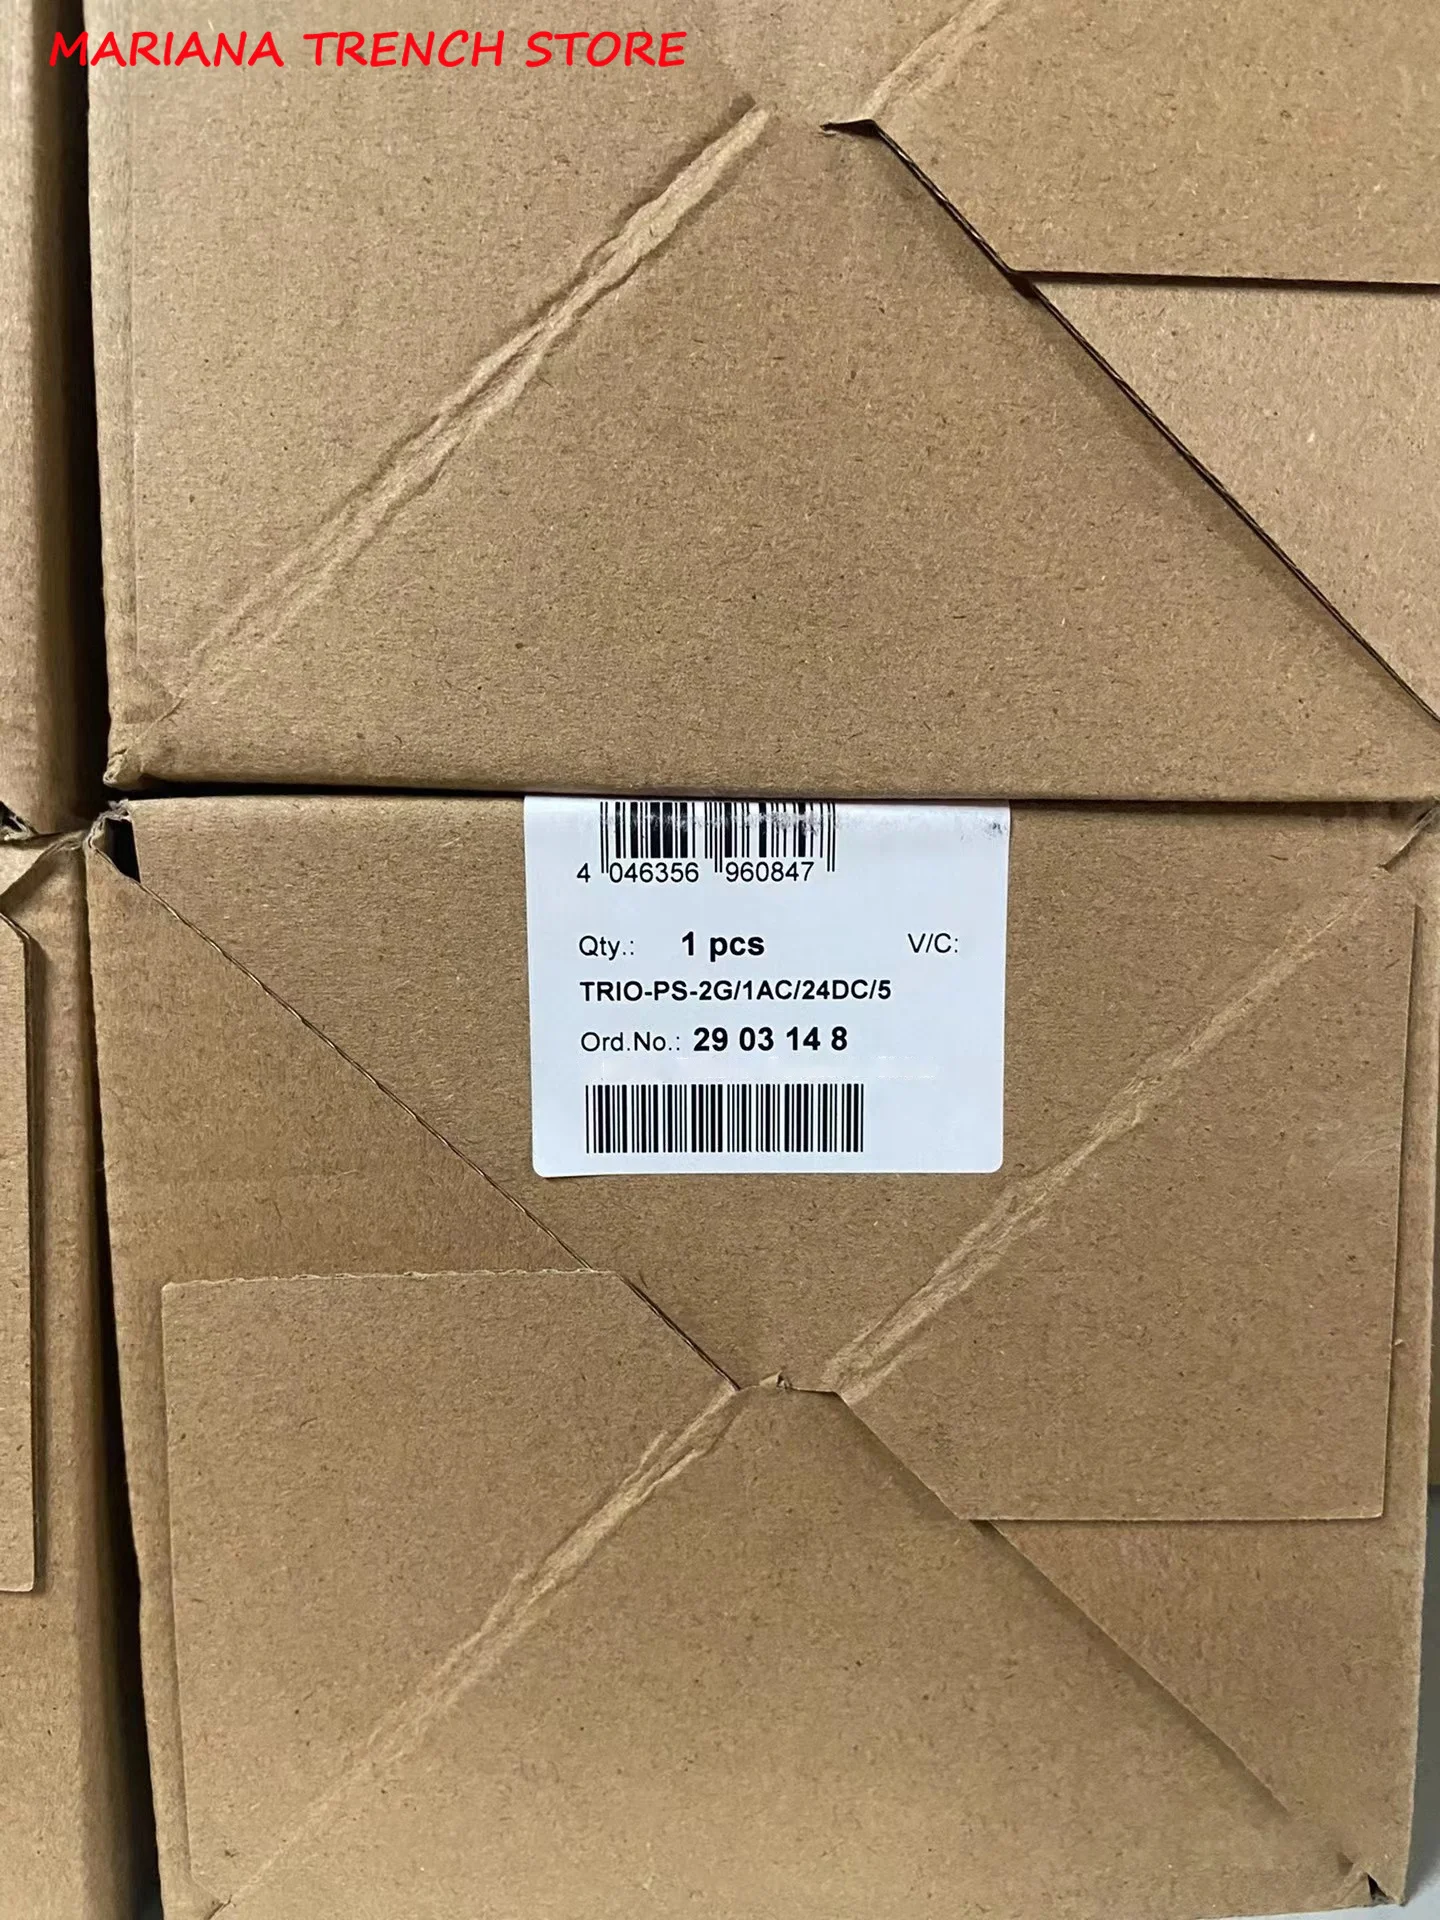 MARIANA TRENCH STORE
4 046356 960847
Qty.: 1 pcs V/C:
TRIO-PS-2G/1AC/24DC/5
Ord.No.: 29 03 14 8